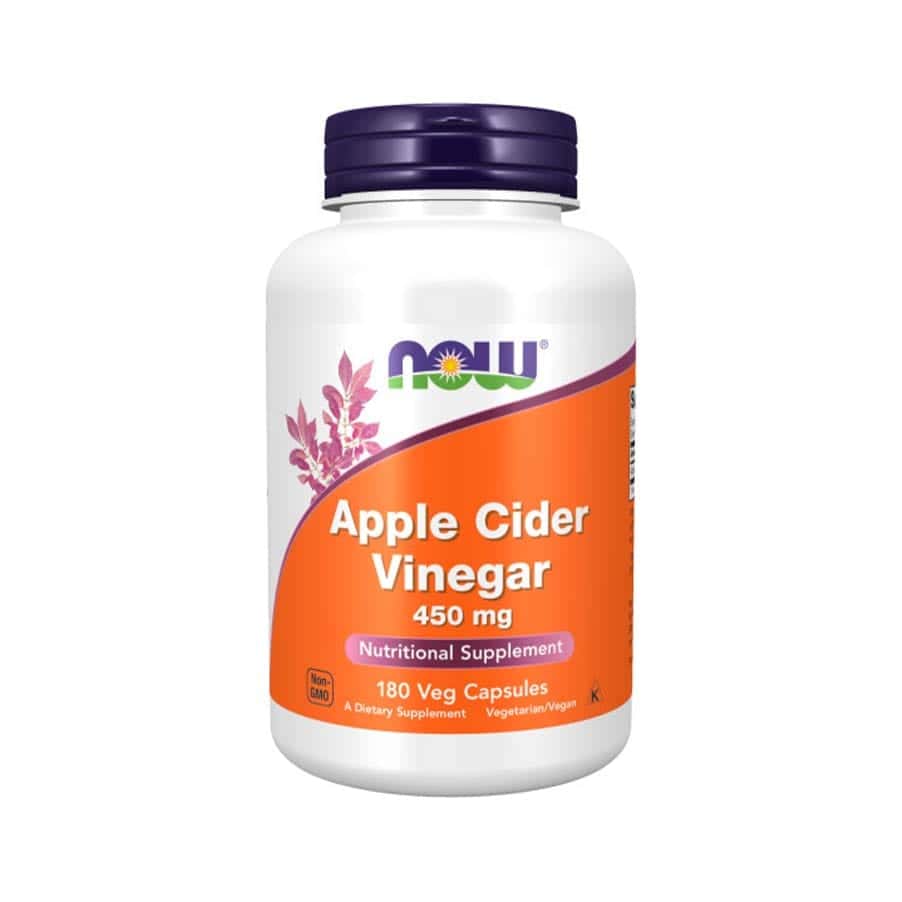 NOW®
Apple Cider
Vinegar
450 mg
Nutritional Supplement
180 Veg Capsules
Non-
GMO
A Dietary Supplement Vegetarian/Vegan
K